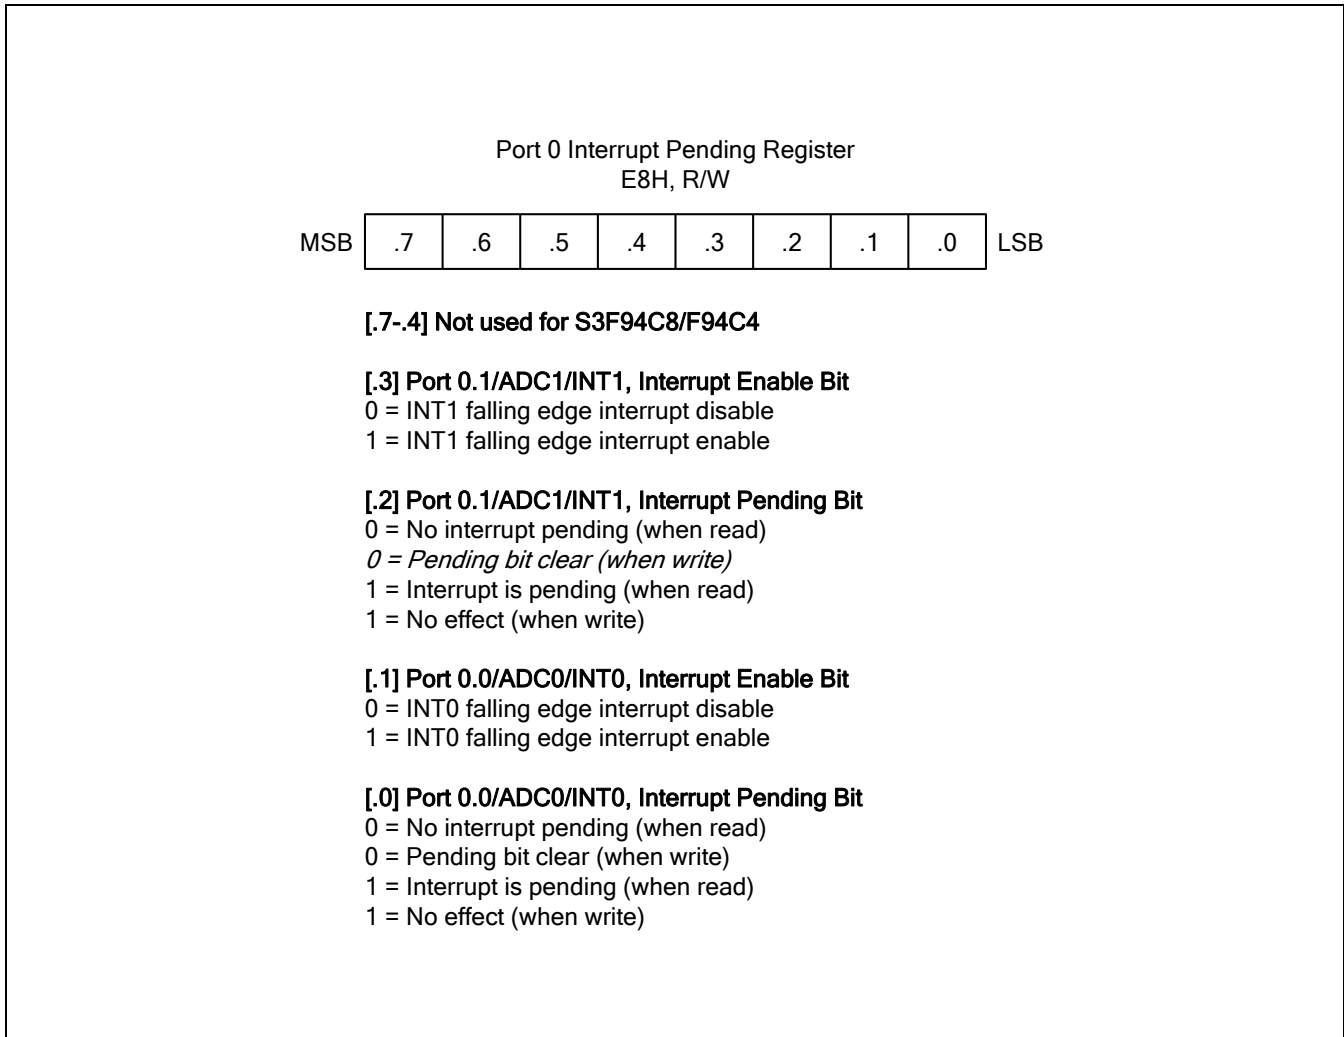 Port 0 Interrupt Pending Register
E8H, R/W
MSB .7 .6 .5 .4 .3 .2 .1 .0 LSB
[.7-.4] Not used for S3F94C8/F94C4
[.3] Port 0.1/ADC1/INT1, Interrupt Enable Bit
0 = INT1 falling edge interrupt disable
1 = INT1 falling edge interrupt enable
[.2] Port 0.1/ADC1/INT1, Interrupt Pending Bit
0 = No interrupt pending (when read)
0 = Pending bit clear (when write)
1 = Interrupt is pending (when read)
1 = No effect (when write)
[.1] Port 0.0/ADC0/INT0, Interrupt Enable Bit
0 = INT0 falling edge interrupt disable
1 = INT0 falling edge interrupt enable
[.0] Port 0.0/ADC0/INT0, Interrupt Pending Bit
0 = No interrupt pending (when read)
0 = Pending bit clear (when write)
1 = Interrupt is pending (when read)
1 = No effect (when write)